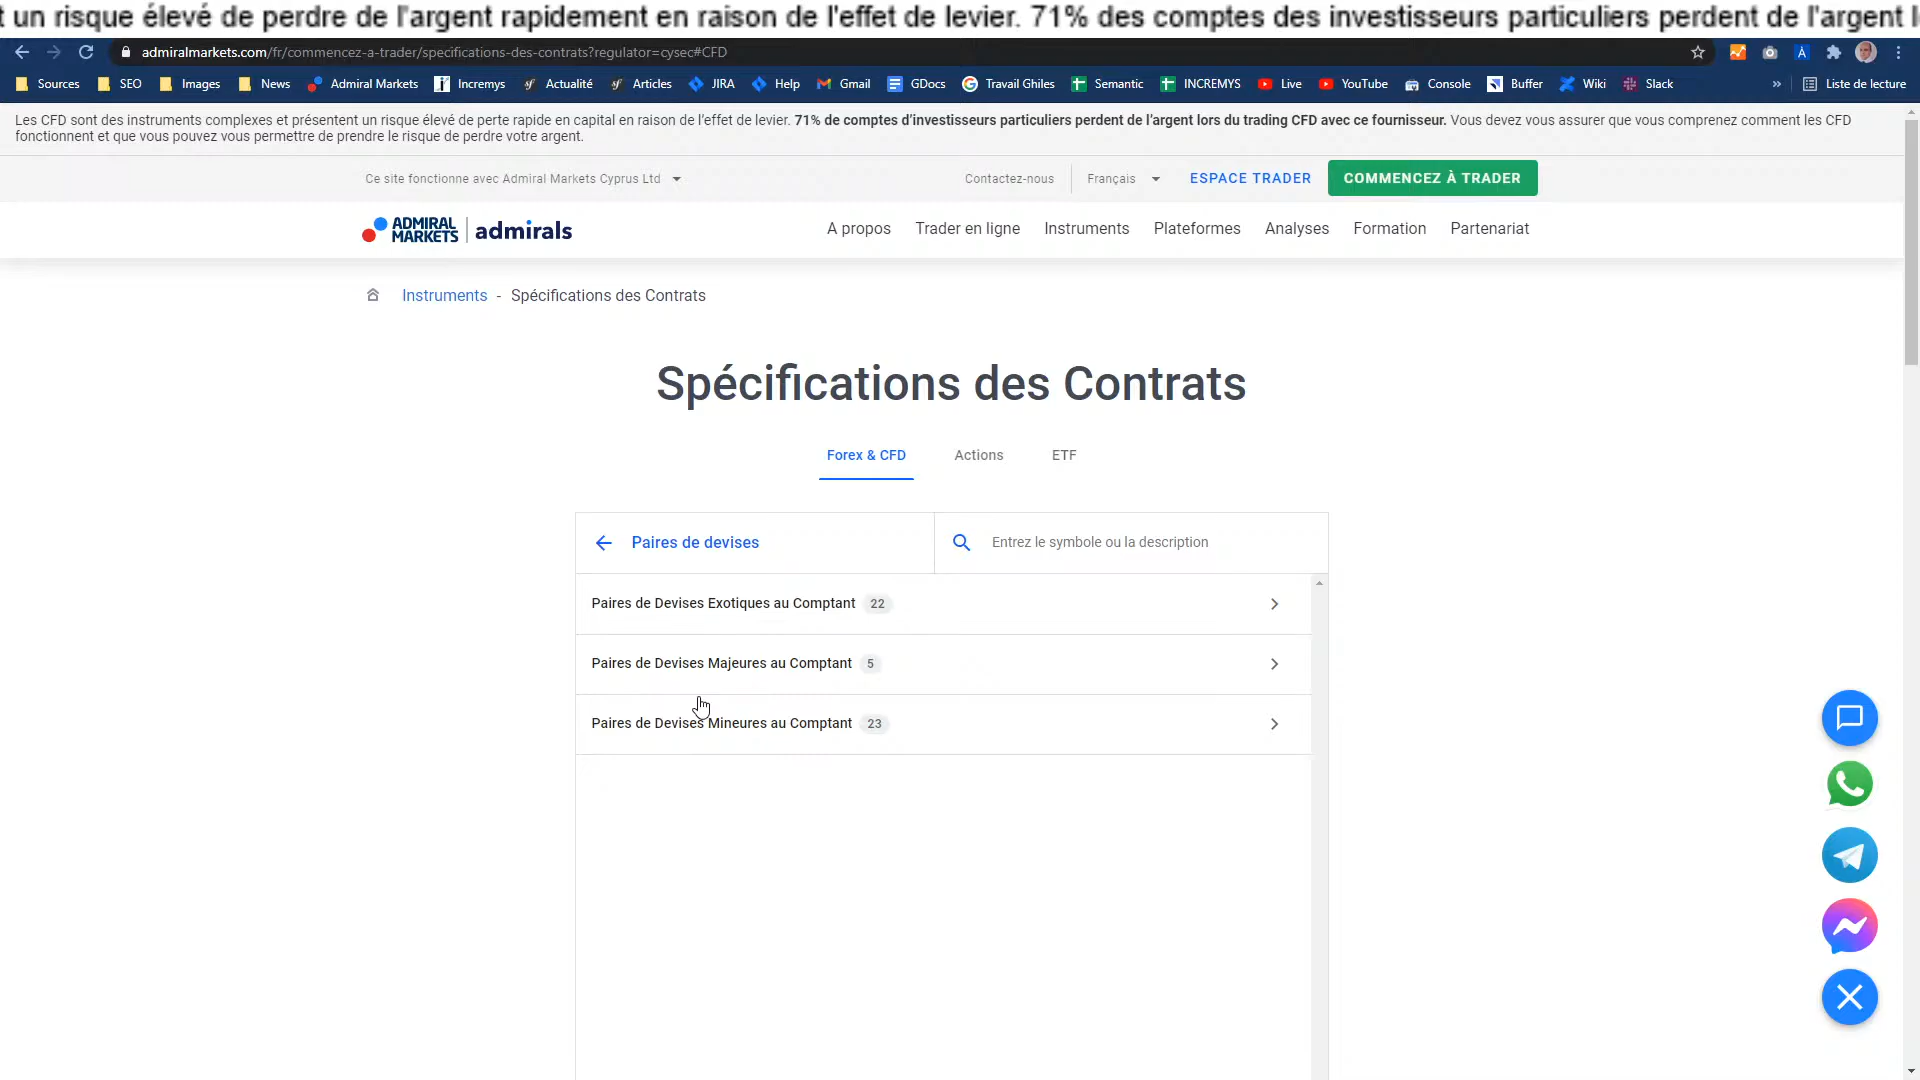 t un risque élevé de perdre de l'argent rapidement en raison de l'effet de levier. 71% des comptes des investisseurs particuliers perdent de l'argent l
admiralmarkets.com/fr/commencez-a-trader/specifications-des-contrats?regulator=cysec#CFD
Sources SEO Images News Admiral Markets Incremys Actualité Articles JIRA Help Gmail GDocs Travail Ghiles Semantic INCREMYS Live YouTube Console Buffer Wiki Slack » Liste de lecture
Les CFD sont des instruments complexes et présentent un risque élevé de perte rapide en capital en raison de l'effet de levier. 71% de comptes d'investisseurs particuliers perdent de l'argent lors du trading CFD avec ce fournisseur. Vous devez vous assurer que vous comprenez comment les CFD
fonctionnent et que vous pouvez vous permettre de prendre le risque de perdre votre argent.
Ce site fonctionne avec Admiral Markets Cyprus Ltd Contactez-nous Français ESPACE TRADER COMMENCEZ À TRADER
ADMIRAL MARKETS admirals A propos Trader en ligne Instruments Plateformes Analyses Formation Partenariat
Instruments - Spécifications des Contrats
Spécifications des Contrats
Forex & CFD Actions ETF
Paires de devises Entrez le symbole ou la description
Paires de Devises Exotiques au Comptant 22
Paires de Devises Majeures au Comptant 5
Paires de Devises Mineures au Comptant 23